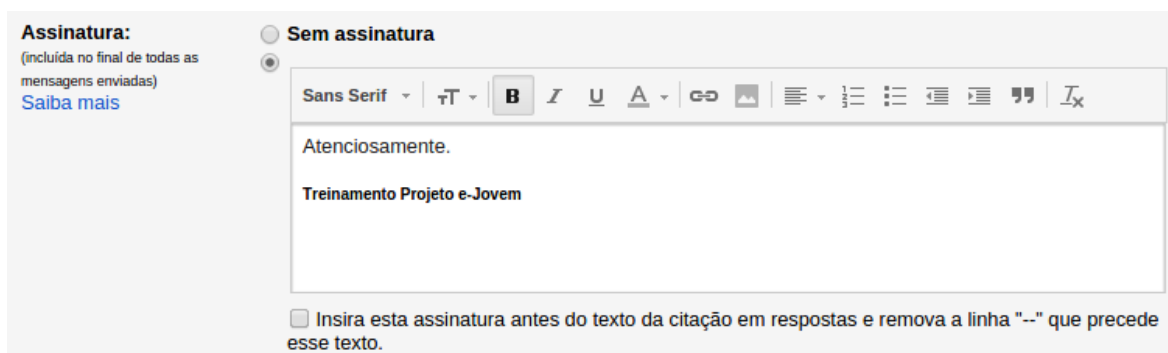 Assinatura:
(incluída no final de todas as
mensagens enviadas)
Saiba mais
Sem assinatura
Sans Serif
Atenciosamente.
Treinamento Projeto e-Jovem
Insira esta assinatura antes do texto da citação em respostas e remova a linha "--" que precede
esse texto.